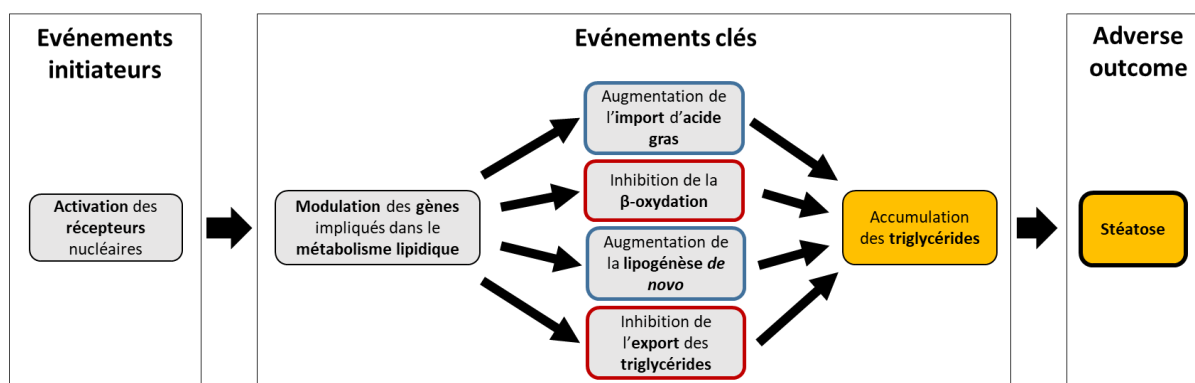 Evénements
initiateurs
Activation des
récepteurs
nucléaires
Evénements clés
Modulation des gènes
impliqués dans le
métabolisme lipidique
Augmentation de
l'import d'acide
gras
Inhibition de la
β-oxydation
Augmentation de
la lipogénèse de
novo
Inhibition de
l'export des
triglycérides
Accumulation
des triglycérides
Adverse
outcome
Stéatose